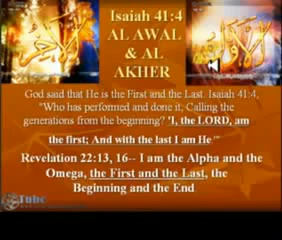 Isaiah 41:4
AL AWAL
& AL
AKHER
الآخر
الأول
God said that He is the First and the Last. Isaiah 41:4,
"Who has performed and done it, Calling the
generations from the beginning? 'I, the LORD, am
the first; And with the last I am He.'"
Revelation 22:13, 16-- I am the Alpha and the
Omega, the First and the Last, the
Beginning and the End
Tube